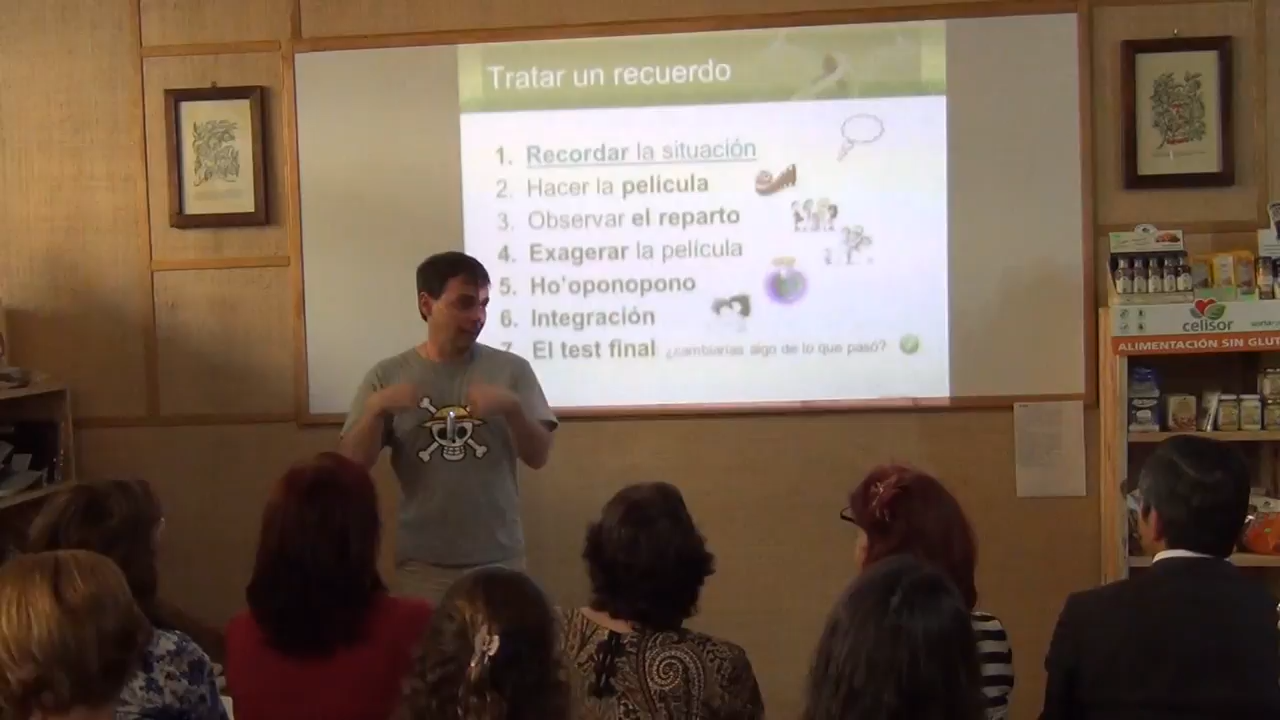 Tratar un recuerdo
1. Recordar la situación
2. Hacer la película
3. Observar el reparto
4. Exagerar la película
5. Ho'oponopono
6. Integración
7. El test final ¿cambiarías algo de lo que pasó?
celisor
ALIMENTACIÓN SIN GLUT